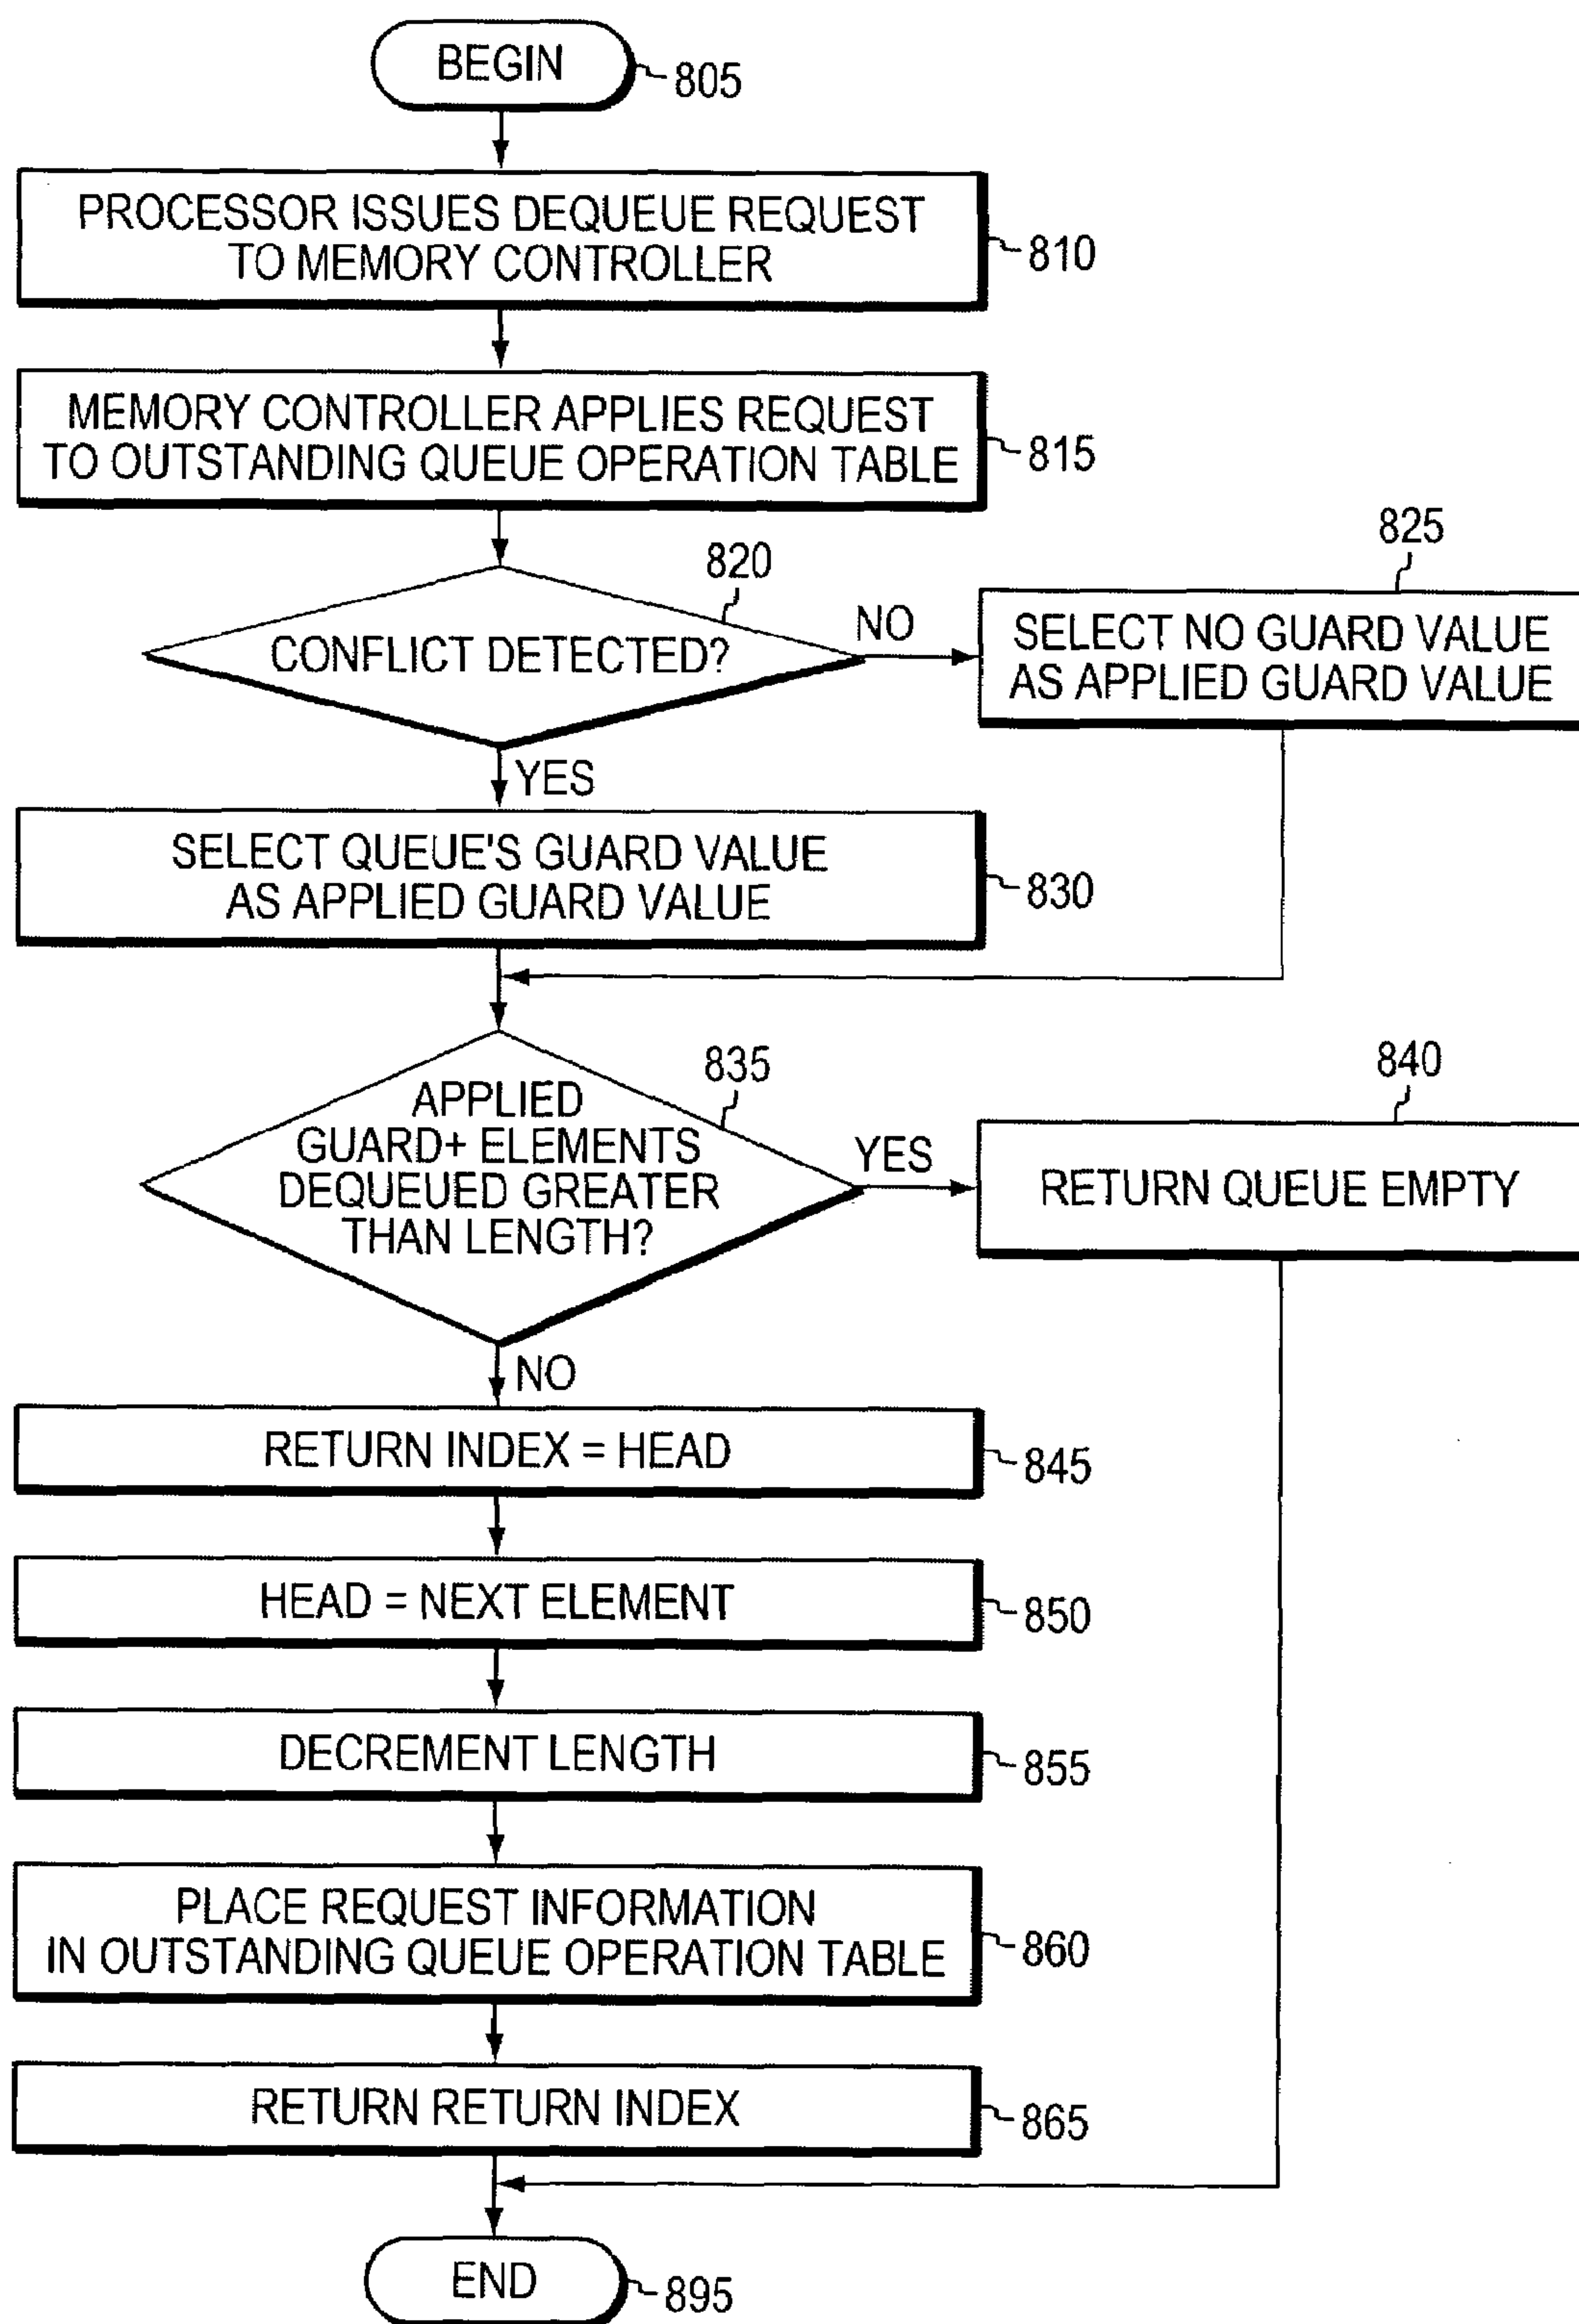 BEGIN
805
PROCESSOR ISSUES DEQUEUE REQUEST
TO MEMORY CONTROLLER
810
MEMORY CONTROLLER APPLIES REQUEST
TO OUTSTANDING QUEUE OPERATION TABLE
815
820
CONFLICT DETECTED?
NO
825
SELECT NO GUARD VALUE
AS APPLIED GUARD VALUE
YES
SELECT QUEUE'S GUARD VALUE
AS APPLIED GUARD VALUE
830
835
APPLIED
GUARD+ ELEMENTS
DEQUEUED GREATER
THAN LENGTH?
YES
840
RETURN QUEUE EMPTY
NO
RETURN INDEX = HEAD
845
HEAD = NEXT ELEMENT
850
DECREMENT LENGTH
855
PLACE REQUEST INFORMATION
IN OUTSTANDING QUEUE OPERATION TABLE
860
RETURN RETURN INDEX
865
END
895